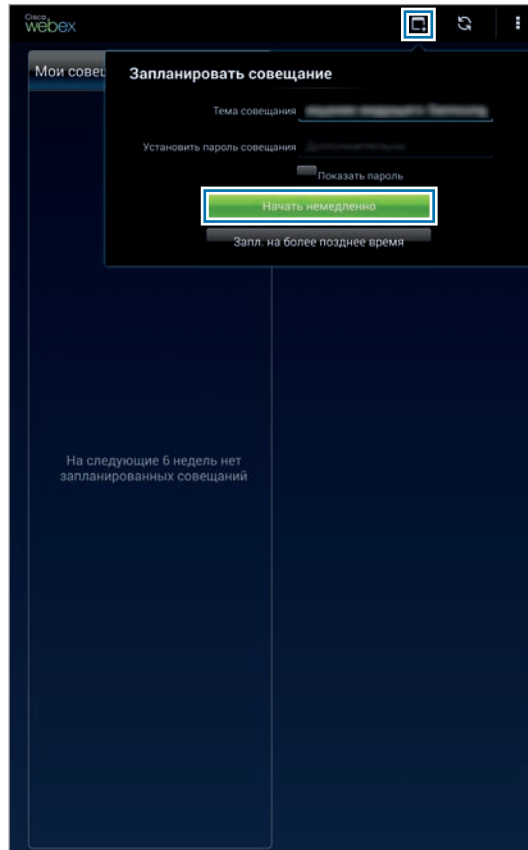 Cisco
webex
Мои совещ
Запланировать совещание
Тема совещания
Установить пароль совещания
Показать пароль
Начать немедленно
Запл. на более позднее время
На следующие 6 недель нет
запланированных совещаний